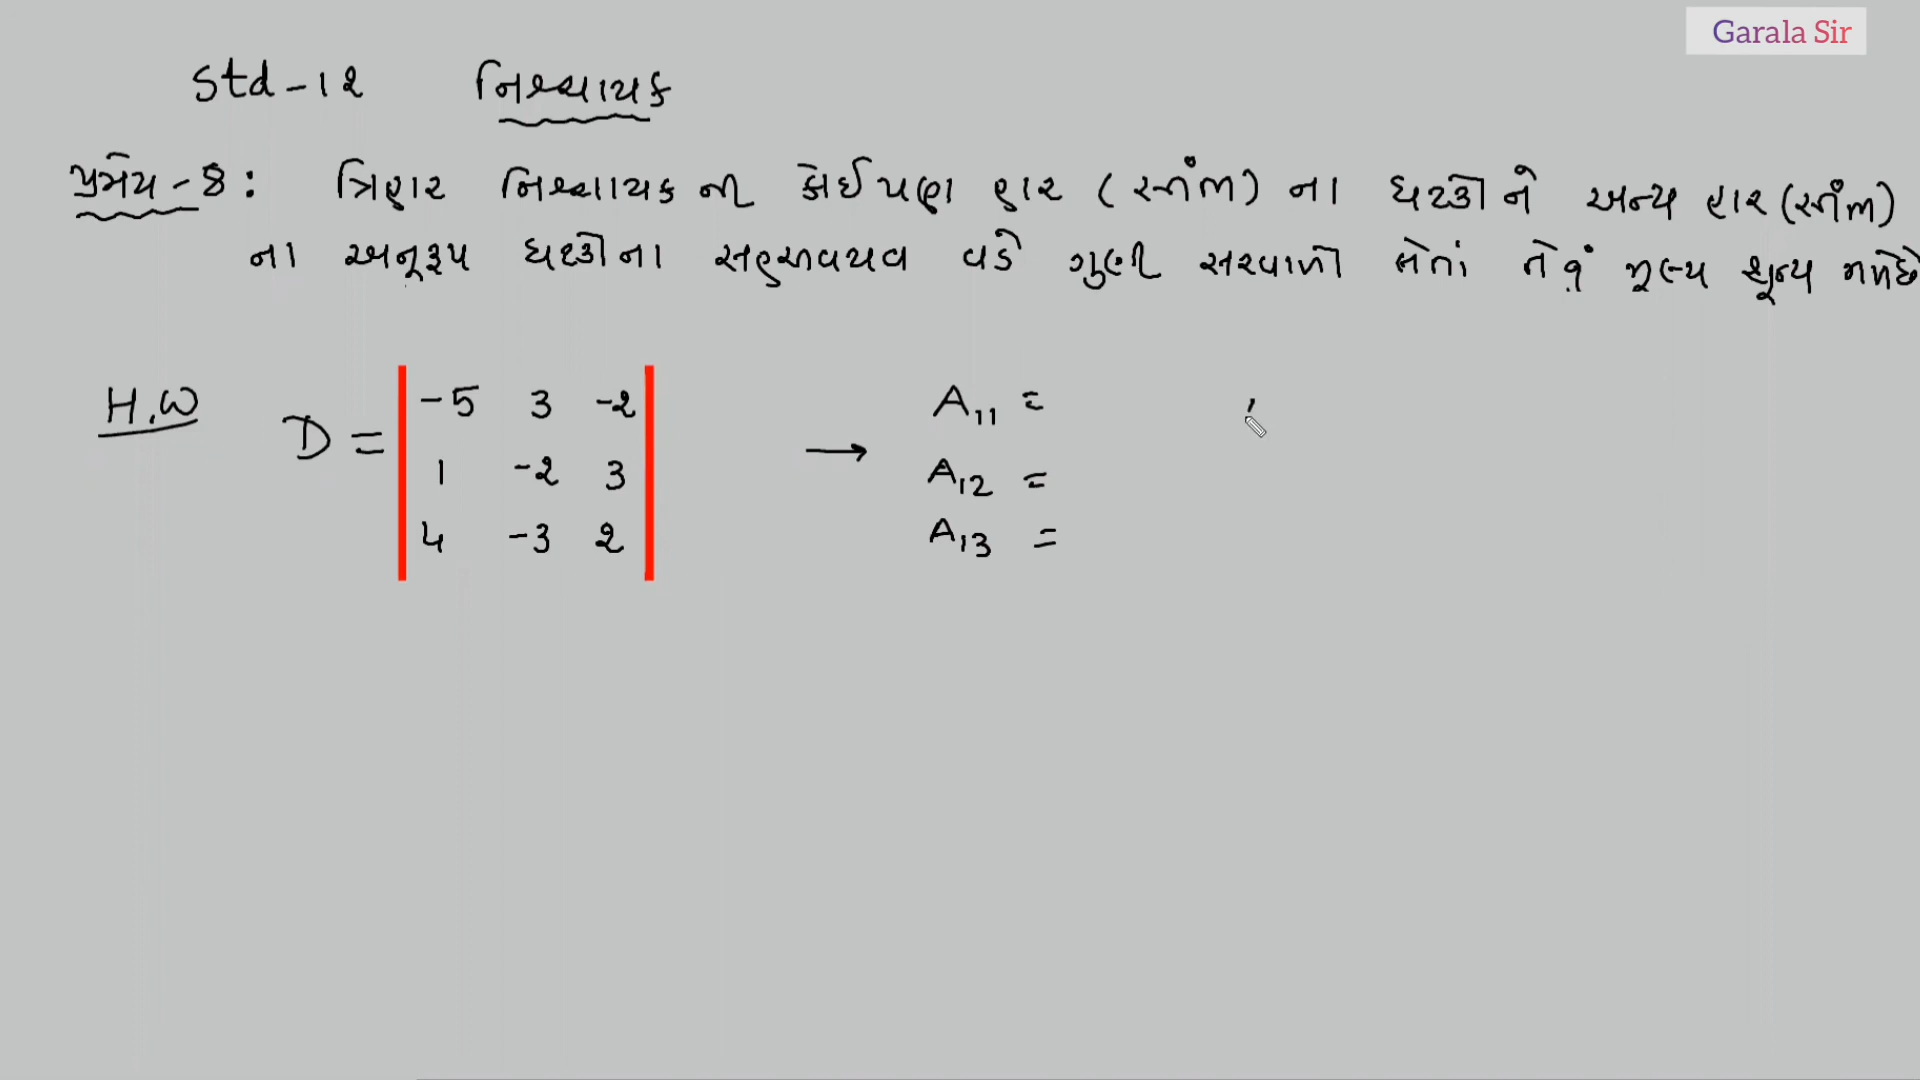 Garala Sir
Std-12 નિશ્ચાયક
પ્રમેય-8: ત્રિહાર નિશ્ચાયક ની કોઈપણ હાર (સ્તંભ) ના ઘટકોને અન્ય હાર (સ્તંભ)
ના અનૂરૂપ ઘટકોના સહઅવયવ વડે ગુણી સરવાળો લેતાં તેનું મૂલ્ય શૂન્ય મળે છે
H.W D = | -5 3 -2 | → A11 =
1 -2 3 A12 =
4 -3 2 A13 =